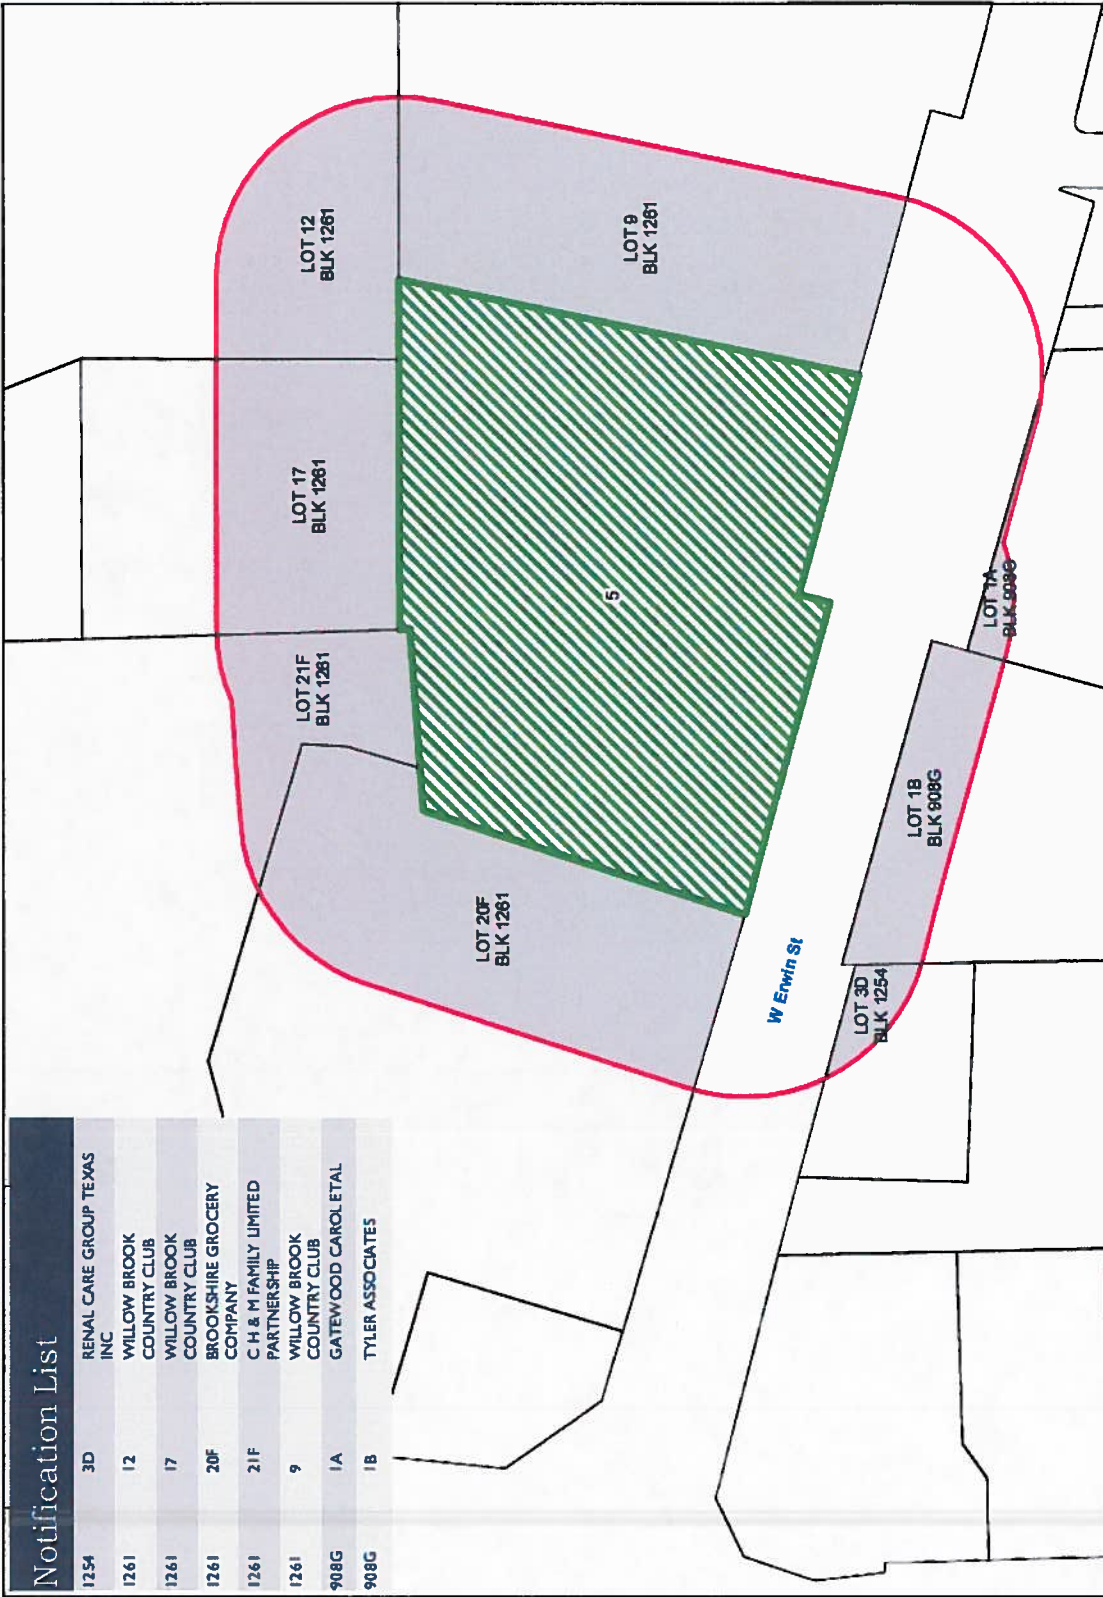 Notification List
1254 3D RENAL CARE GROUP TEXAS
INC
1261 12 WILLOW BROOK
COUNTRY CLUB
1261 17 WILLOW BROOK
COUNTRY CLUB
1261 20F BROOKSHIRE GROCERY
COMPANY
1261 21F C H & M FAMILY LIMITED
PARTNERSHIP
1261 9 WILLOW BROOK
COUNTRY CLUB
908G 1A GATEWOOD CAROL ETAL
908G 1B TYLER ASSOCIATES
LOT 20F
BLK 1261
LOT 21F
BLK 1261
LOT 17
BLK 1261
LOT 12
BLK 1261
LOT 9
BLK 1261
5
W Erwin St
LOT 3D
BLK 1254
LOT 1B
BLK 908G
LOT 1A
BLK 908G